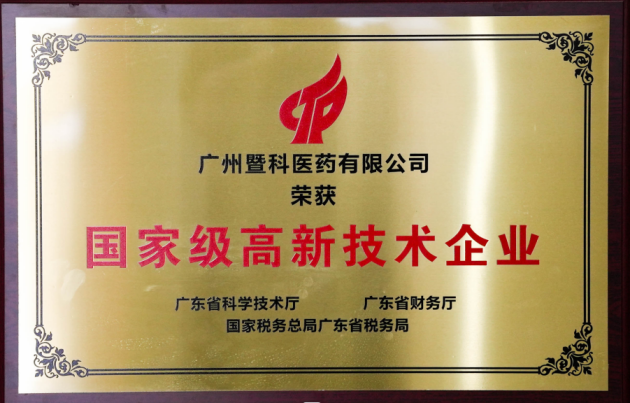 广州暨科医药有限公司
荣获
国家级高新技术企业
广东省科学技术厅 广东省财务厅
国家税务总局广东省税务局